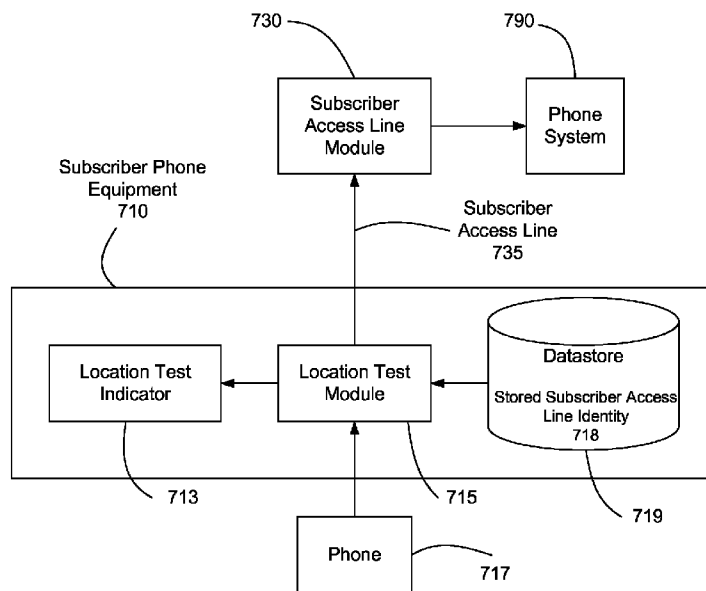 730
790
Subscriber
Access Line
Module
Phone
System
Subscriber Phone
Equipment
710
Subscriber
Access Line
735
Location Test
Indicator
Location Test
Module
Datastore
Stored Subscriber Access
Line Identity
718
713
715
719
Phone
717